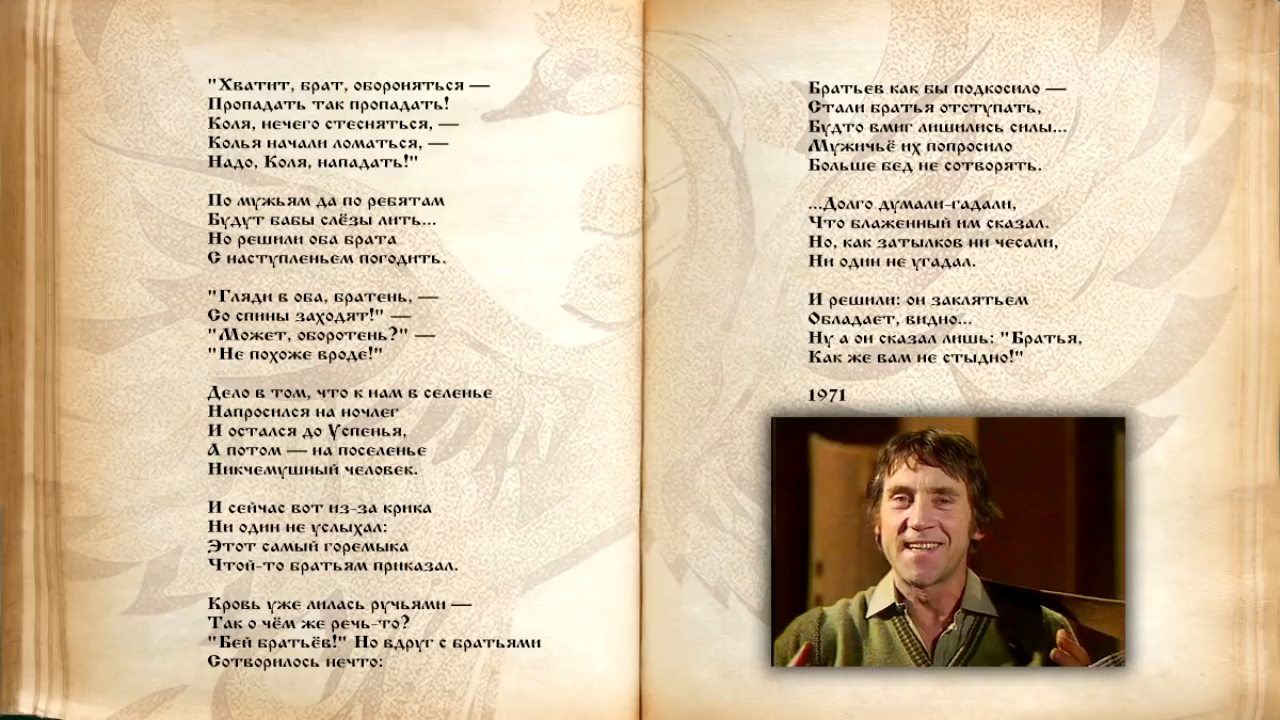 "Хватит, брат, обороняться —
Пропадать так пропадать!
Коля, нечего стесняться, —
Колья начали ломаться, —
Надо, Коля, нападать!"
По мужьям да по ребятам
Будут бабы слёзы лить...
Но решили оба брата
С наступленьем погодить.
"Гляди в оба, братень, —
Со спины заходят!" —
"Может, оборотень?" —
"Не похоже вроде!"
Дело в том, что к нам в селенье
Напросился на ночлег
И остался до Успенья,
А потом — на поселенье
Никчемушный человек.
И сейчас вот из-за крика
Ни один не услыхал:
Этот самый горемыка
Чтой-то братьям приказал.
Кровь уже лилась ручьями —
Так о чём же речь-то?
"Бей братьёв!" Но вдруг с братьями
Сотворилось нечто:
Братьев как бы подкосило —
Стали братья отступать,
Будто вмиг лишились силы...
Мужичьё их попросило
Больше бед не сотворять.
...Долго думали-гадали,
Что блаженный им сказал.
Но, как затылков ни чесали,
Ни один не угадал.
И решили: он заклятьем
Обладает, видно...
Ну а он сказал лишь: "Братья,
Как же вам не стыдно!"
1971